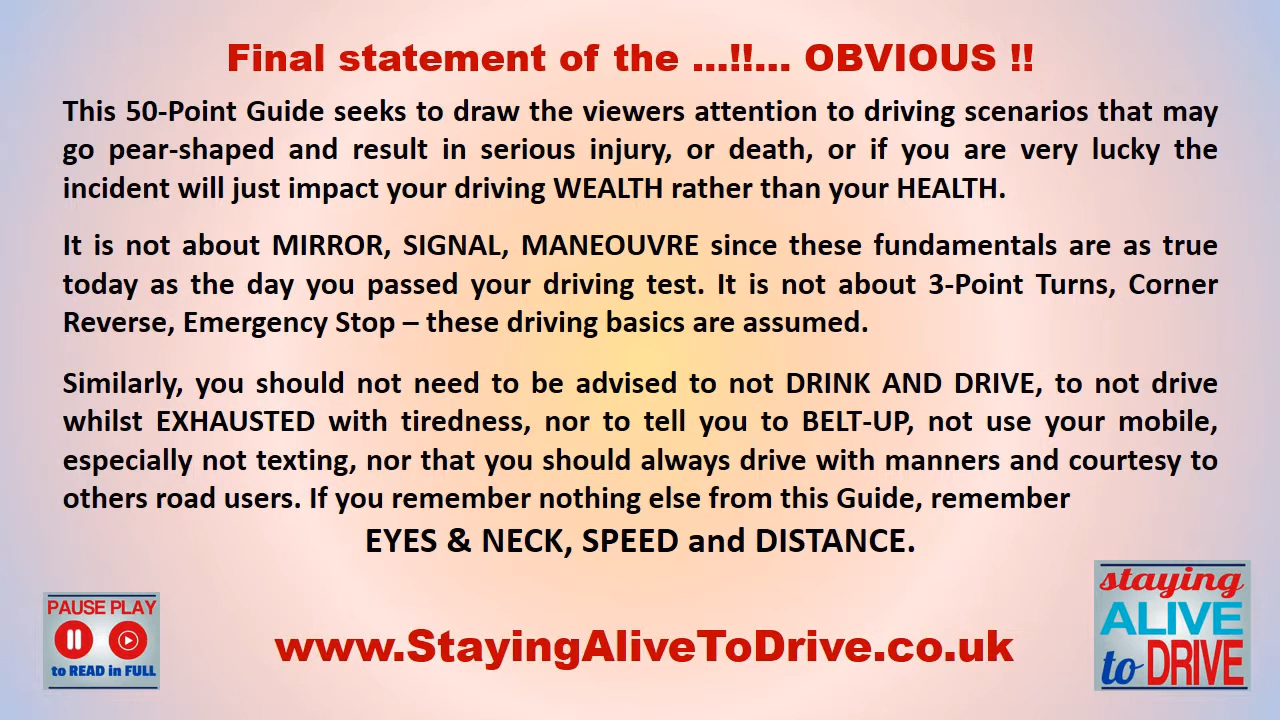 Final statement of the ...!!... OBVIOUS !!
This 50-Point Guide seeks to draw the viewers attention to driving scenarios that may
go pear-shaped and result in serious injury, or death, or if you are very lucky the
incident will just impact your driving WEALTH rather than your HEALTH.
It is not about MIRROR, SIGNAL, MANEOUVRE since these fundamentals are as true
today as the day you passed your driving test. It is not about 3-Point Turns, Corner
Reverse, Emergency Stop – these driving basics are assumed.
Similarly, you should not need to be advised to not DRINK AND DRIVE, to not drive
whilst EXHAUSTED with tiredness, nor to tell you to BELT-UP, not use your mobile,
especially not texting, nor that you should always drive with manners and courtesy to
others road users. If you remember nothing else from this Guide, remember
EYES & NECK, SPEED and DISTANCE.
PAUSE PLAY
to READ in FULL
www.StayingAliveToDrive.co.uk
staying
ALIVE
to DRIVE